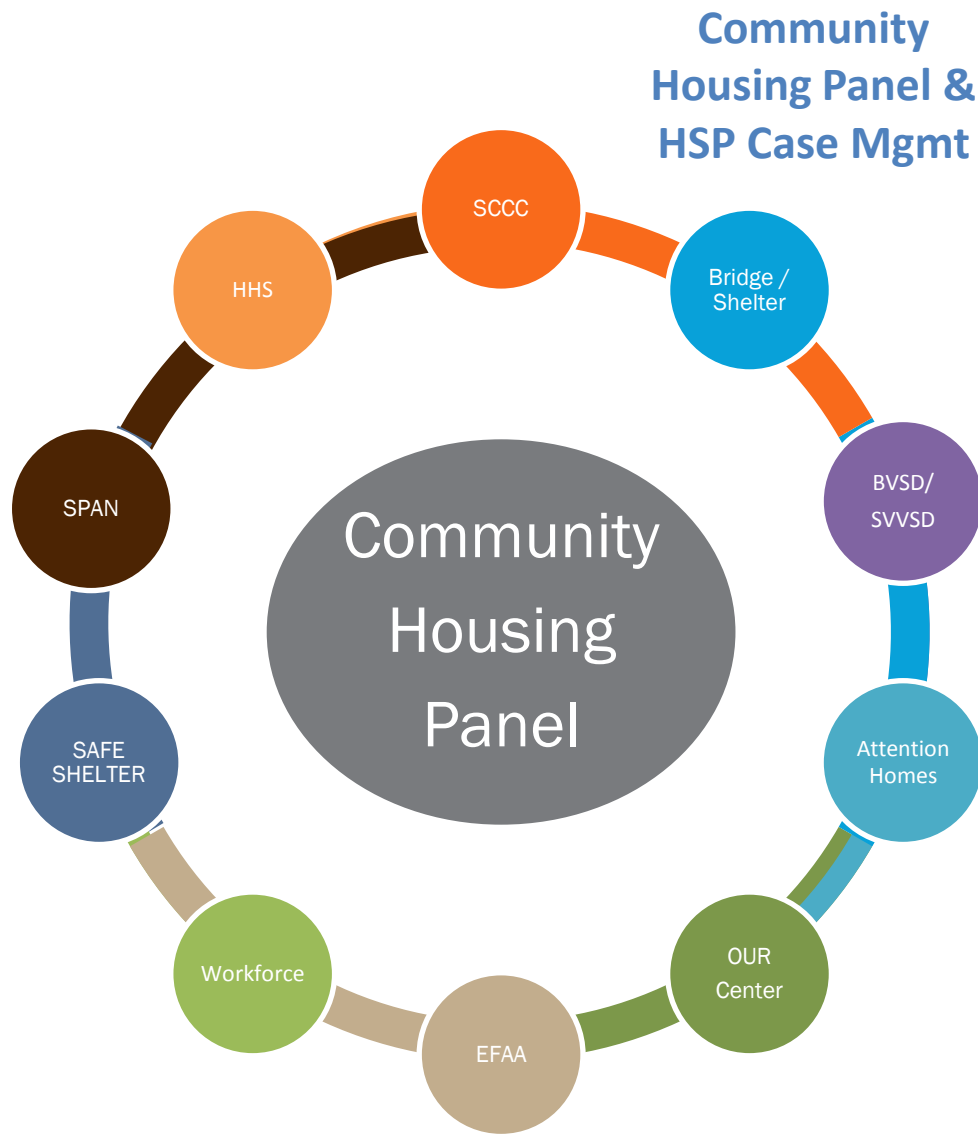 Community
Housing Panel &
HSP Case Mgmt
SCCC
Bridge /
Shelter
BVSD/
SVVSD
Attention
Homes
OUR
Center
EFAA
Workforce
SAFE
SHELTER
SPAN
HHS
Community
Housing
Panel